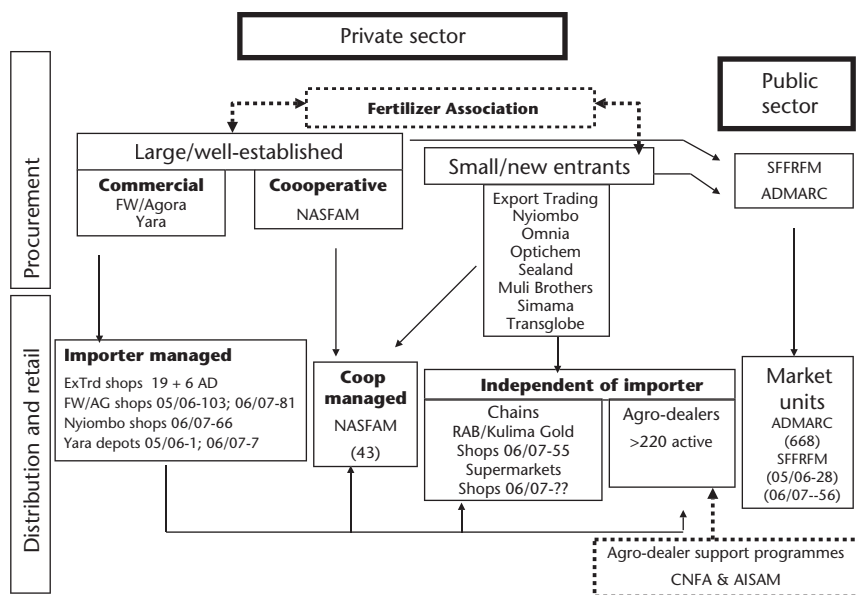 Private sector
Public
sector
Fertilizer Association
Procurement
Large/well-established
Commercial
FW/Agora
Yara
Coooperative
NASFAM
Small/new entrants
Export Trading
Nyiombo
Omnia
Optichem
Sealand
Muli Brothers
Simama
Transglobe
SFFRFM
ADMARC
Distribution and retail
Importer managed
ExTrd shops 19 + 6 AD
FW/AG shops 05/06-103; 06/07-81
Nyiombo shops 06/07-66
Yara depots 05/06-1; 06/07-7
Coop
managed
NASFAM
(43)
Independent of importer
Chains
RAB/Kulima Gold
Shops 06/07-55
Supermarkets
Shops 06/07-??
Agro-dealers
>220 active
Market
units
ADMARC
(668)
SFFRFM
(05/06-28)
(06/07--56)
Agro-dealer support programmes
CNFA & AISAM